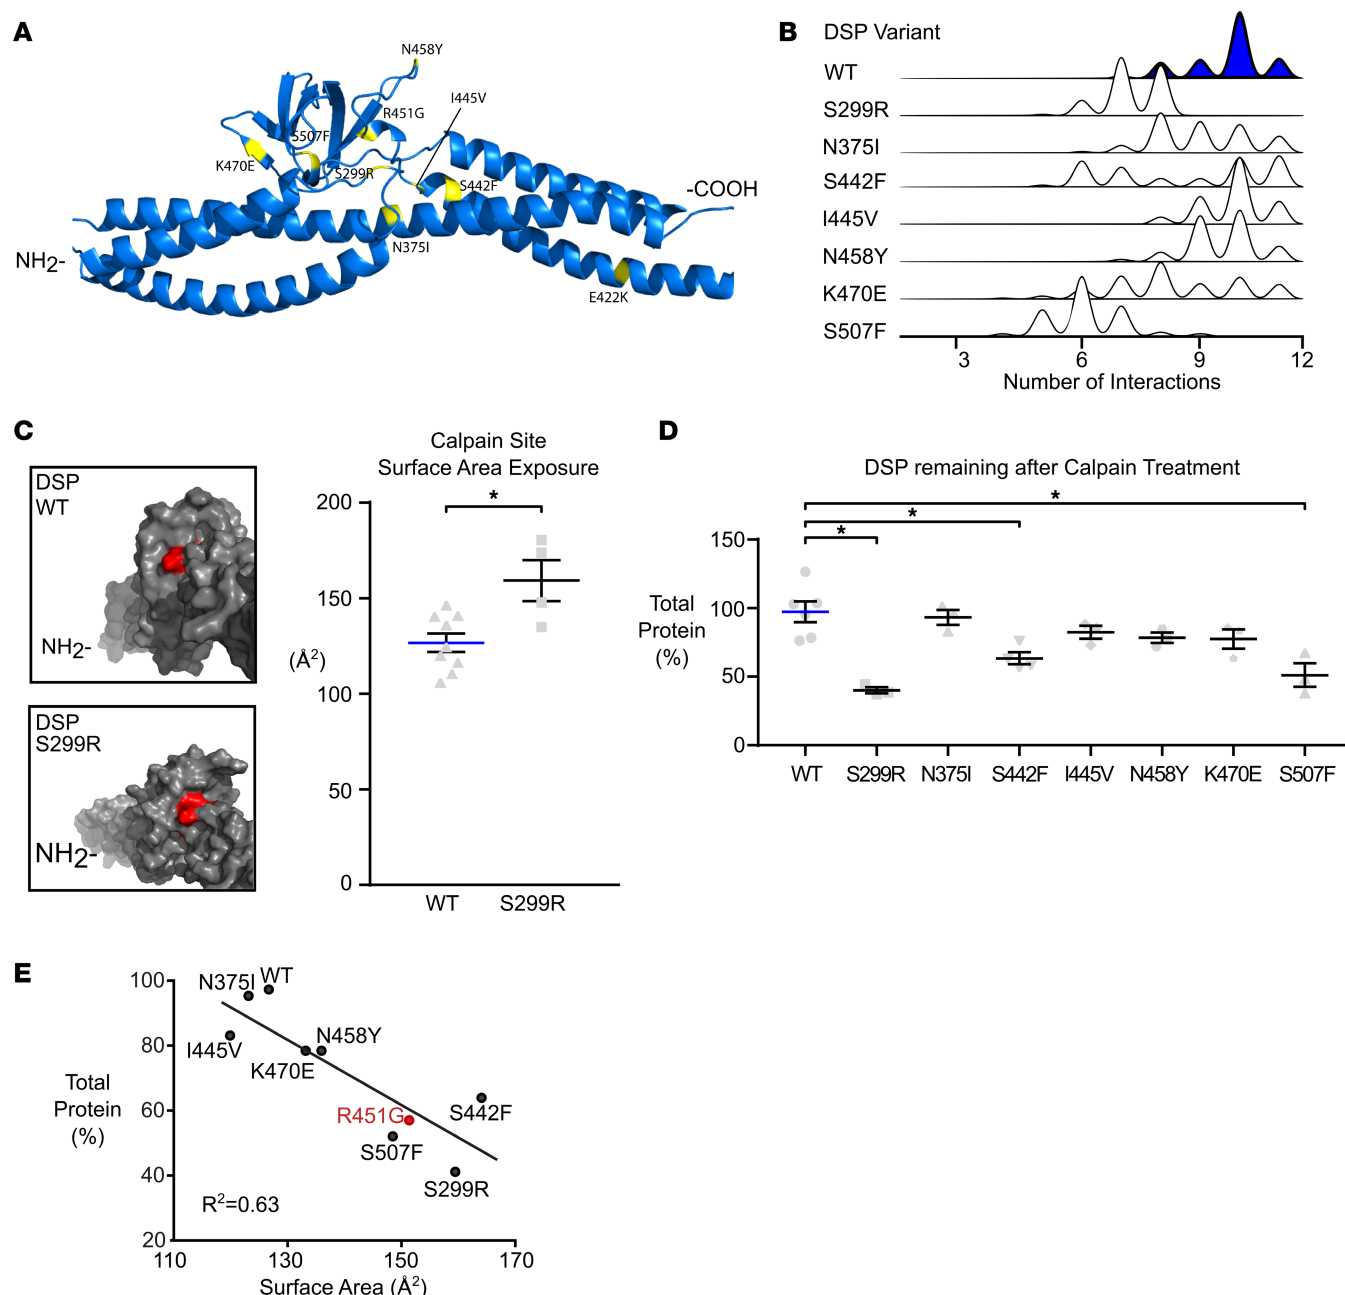 A
N458Y
I445V
R451G
S507F
K470E
S299R
S442F
-COOH
N375I
NH2-
E422K
B
DSP Variant
WT
S299R
N375I
S442F
I445V
N458Y
K470E
S507F
3 6 9 12
Number of Interactions
C
DSP
WT
NH2-
DSP
S299R
NH2-
Calpain Site
Surface Area Exposure
*
200
150
(Å²)
100
50
0
WT S299R
D
DSP remaining after Calpain Treatment
*
*
*
150
Total
Protein
(%)
100
50
0
WT S299R N375I S442F I445V N458Y K470E S507F
E
100
80
60
40
20
Total
Protein
(%)
N375I WT
I445V
N458Y
K470E
R451G
S442F
S507F
S299R
R²=0.63
110 130 150 170
Surface Area (Å²)